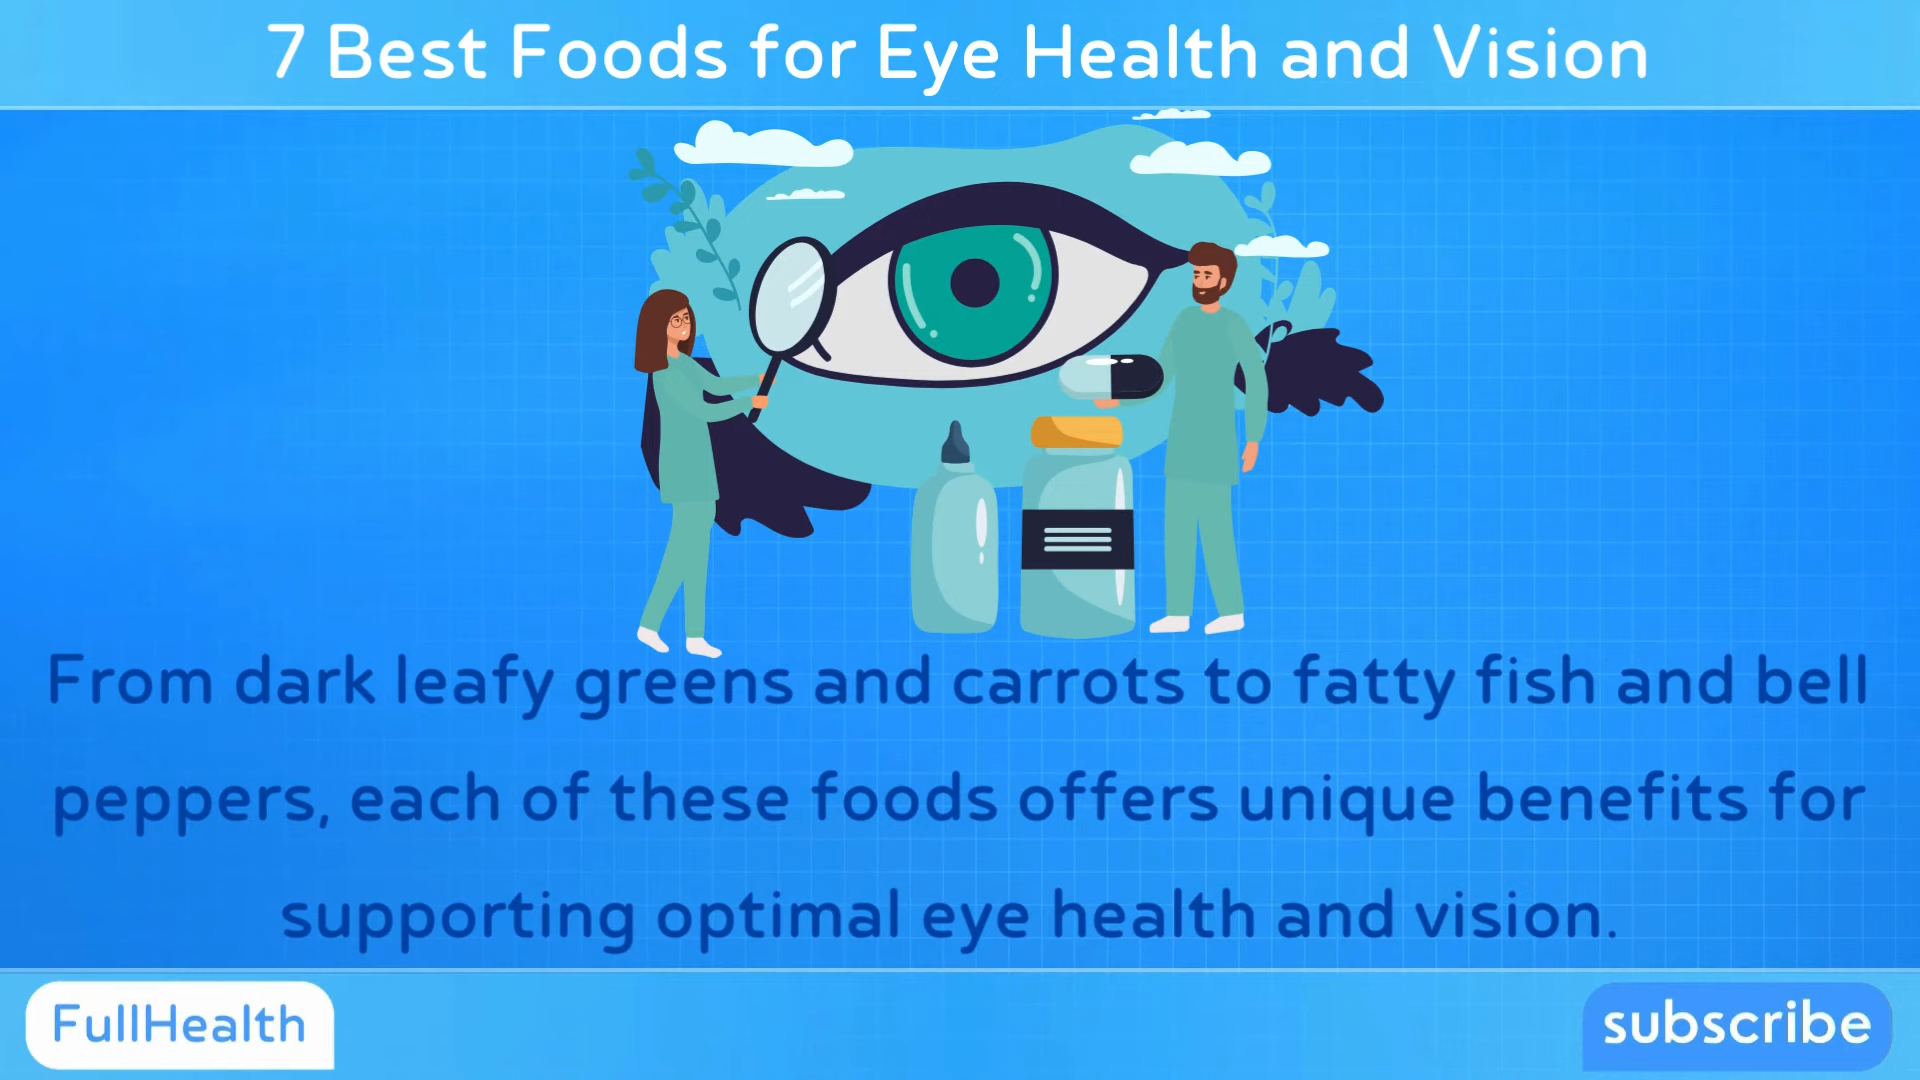 7 Best Foods for Eye Health and Vision
From dark leafy greens and carrots to fatty fish and bell
peppers, each of these foods offers unique benefits for
supporting optimal eye health and vision.
FullHealth
subscribe